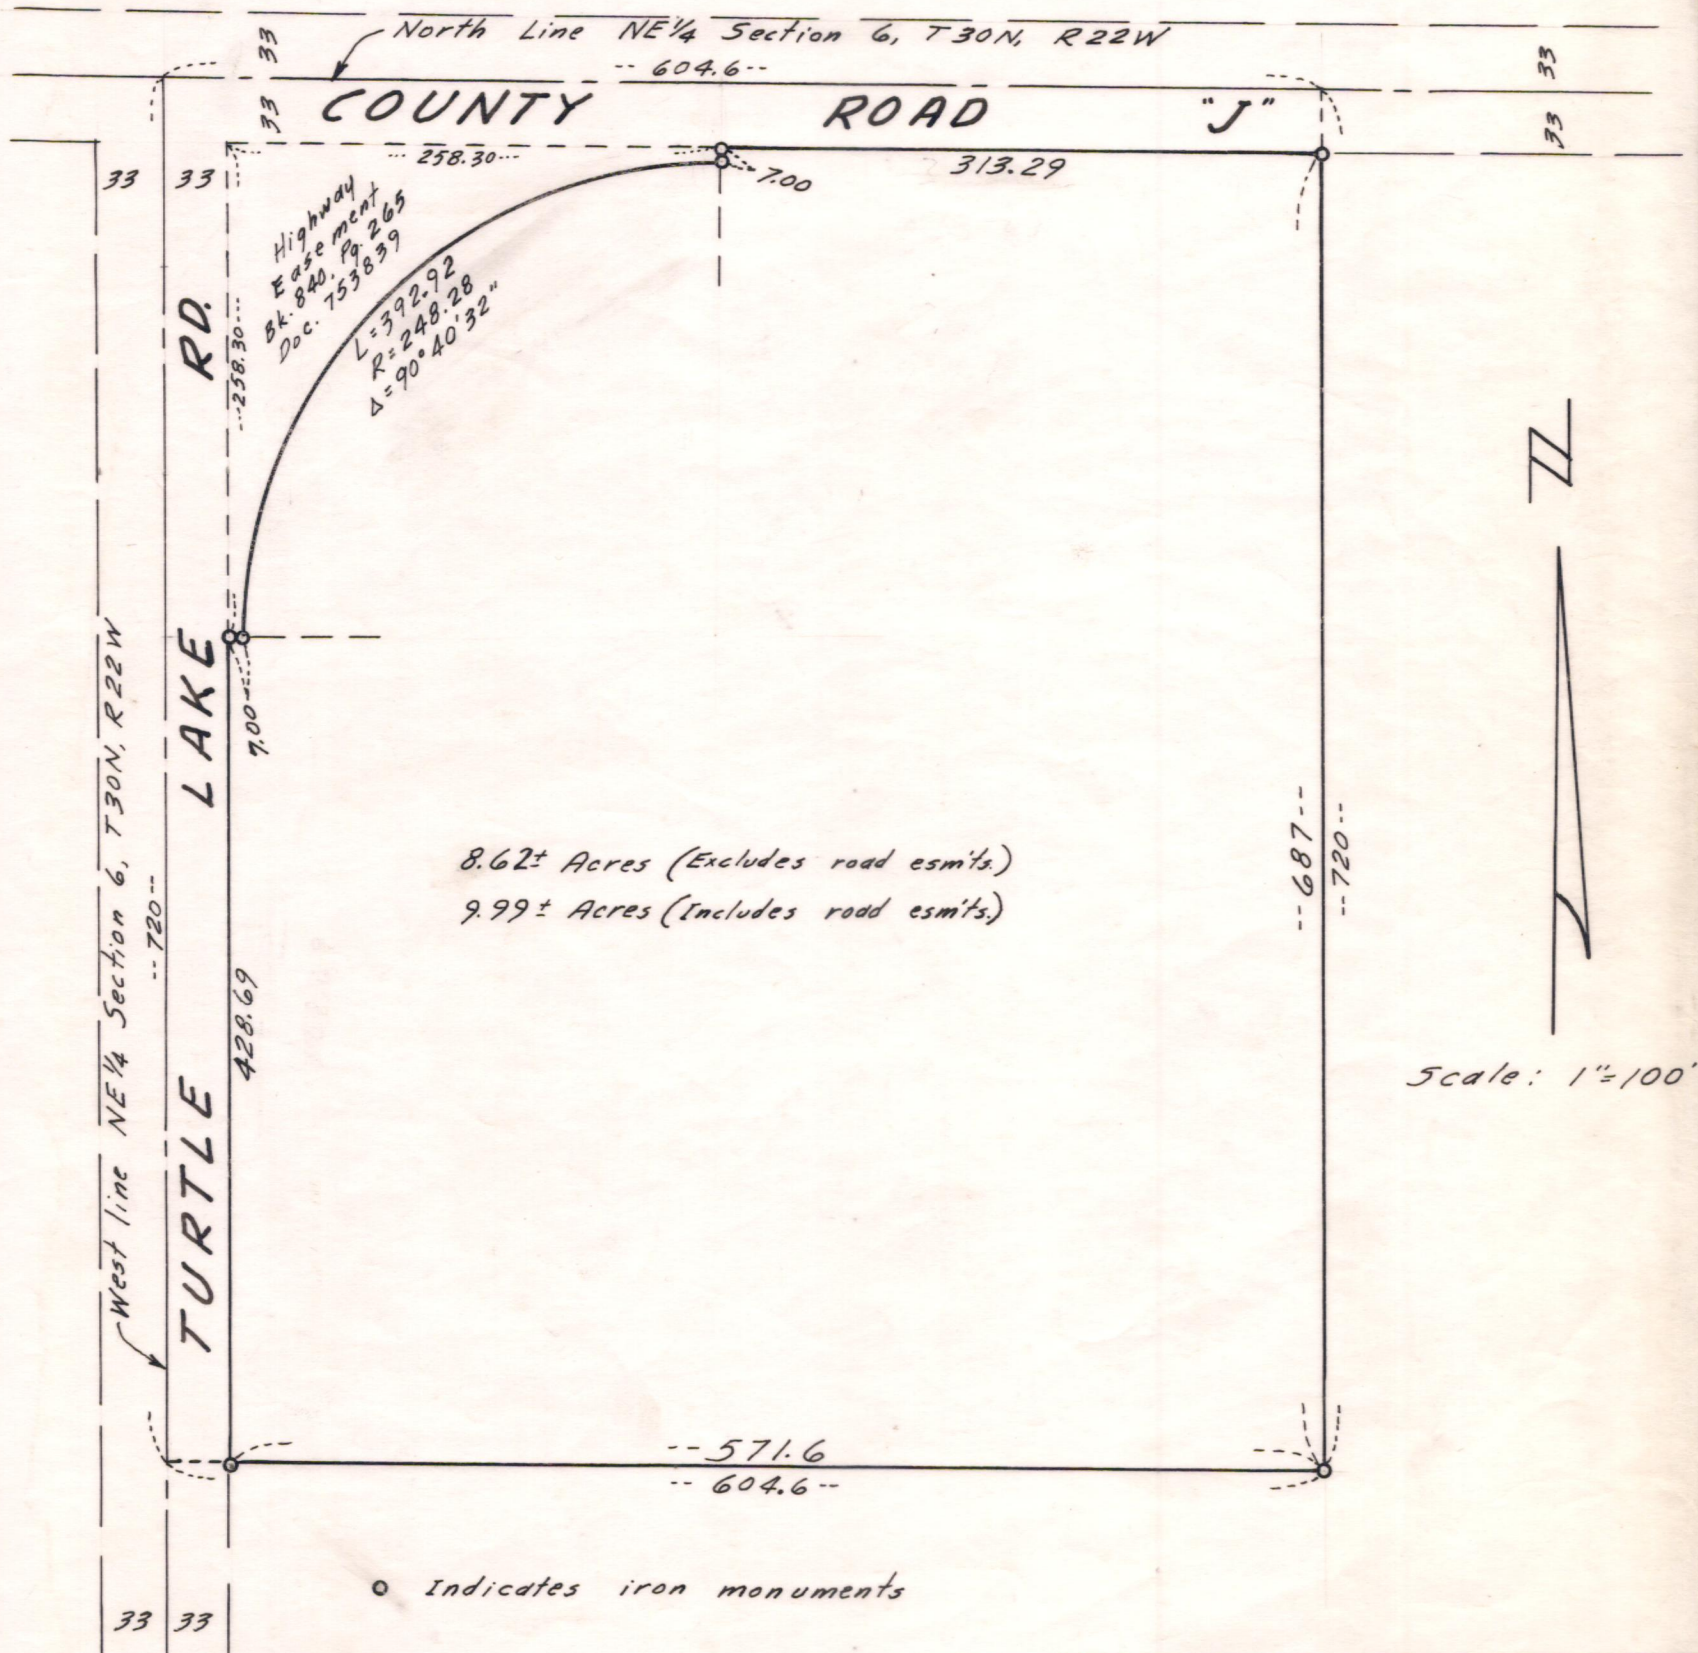 North Line NE¼ Section 6, T30N, R22W
33
33
-- 604.6--
33
33
COUNTY ROAD "J"
33
33
--- 258.30---
7.00
313.29
Highway
Easement
Bk. 840, Pg. 265
Doc. 753839
L=392.92
R=248.28
Δ=90°40'32"
---258.30---
7.00
TURTLE LAKE RD.
West line NE¼ Section 6, T30N, R22W
--720--
428.69
8.62± Acres (Excludes road esm'ts.)
9.99± Acres (Includes road esm'ts.)
--687--
--720--
N
Scale: 1"=100'
--571.6
-- 604.6 --
o Indicates iron monuments
33 33